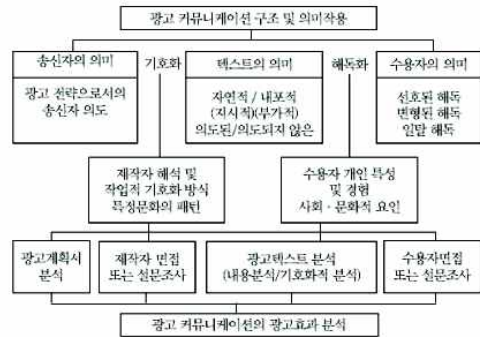 광고 커뮤니케이션 구조 및 의미작용
송신자의 의미
기호화
텍스트의 의미
해독화
수용자의 의미
광고 전략으로서의
송신자 의도
자연적 / 내포적
(지시적)(부가적)
의도된/의도되지 않은
선호된 해독
변형된 해독
일탈 해독
제작자 해석 및
작업적 기호화 방식
특정문화의 패턴
수용자 개인 특성
및 경험
사회 · 문화적 요인
광고계획서
분석
제작자 면접
또는 설문조사
광고텍스트 분석
(내용분석/기호화적 분석)
수용자면접
또는 설문조사
광고 커뮤니케이션의 광고효과 분석